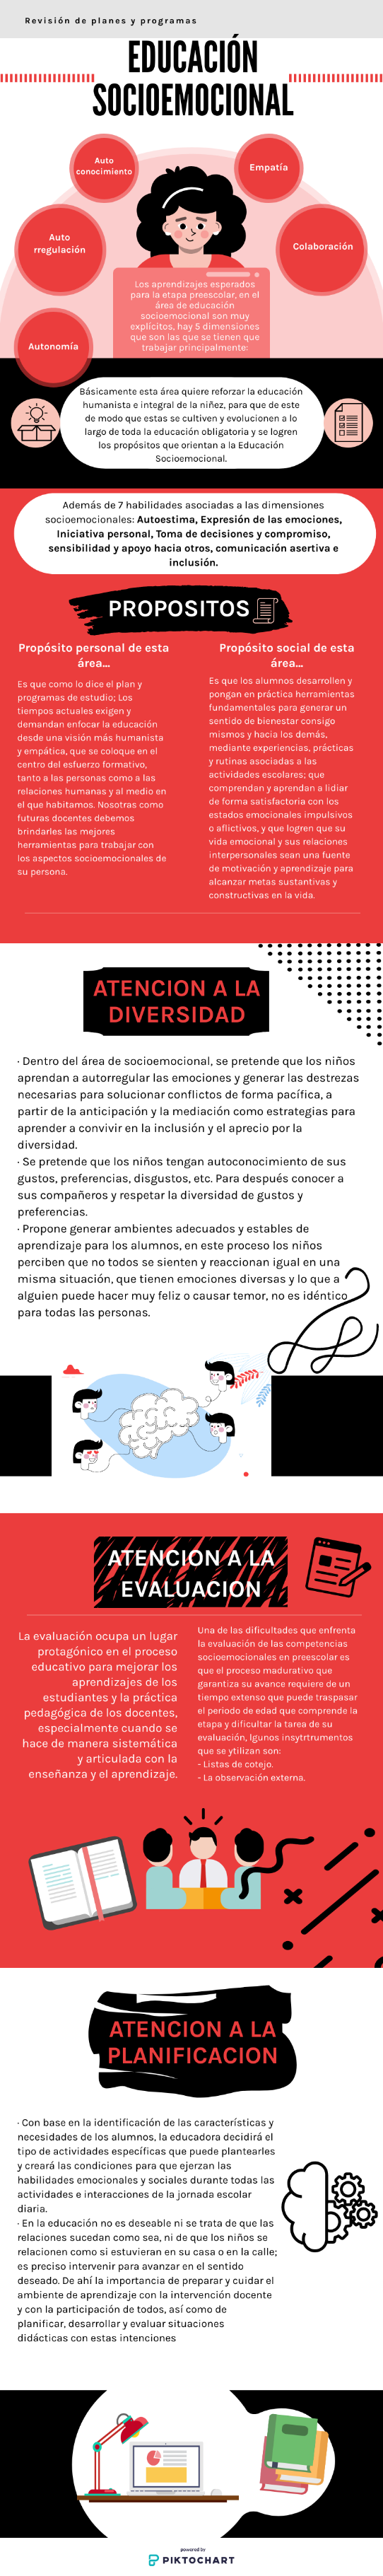 Revisión de planes y programas
EDUCACIÓN
SOCIOEMOCIONAL
Auto
conocimiento
Empatía
Auto
rregulación
Colaboración
Autonomía
Los aprendizajes esperados
para la etapa preescolar, en el
área de educación
socioemocional son muy
explícitos, hay 5 dimensiones
que son las que se tienen que
trabajar principalmente:
Básicamente esta área quiere reforzar la educación
humanista e integral de la niñez, para que de este
de modo que estas se cultiven y evolucionen a lo
largo de toda la educación obligatoria y se logren
los propósitos que orientan a la Educación
Socioemocional.
Además de 7 habilidades asociadas a las dimensiones
socioemocionales: Autoestima, Expresión de las emociones,
Iniciativa personal, Toma de decisiones y compromiso,
sensibilidad y apoyo hacia otros, comunicación asertiva e
inclusión.
PROPOSITOS
Propósito personal de esta
área...
Es que como lo dice el plan y
programas de estudio; Los
tiempos actuales exigen y
demandan enfocar la educación
desde una visión más humanista
y empática, que se coloque en el
centro del esfuerzo formativo,
tanto a las personas como a las
relaciones humanas y al medio en
el que habitamos. Nosotras como
futuras docentes debemos
brindarles las mejores
herramientas para trabajar con
los aspectos socioemocionales de
su persona.
Propósito social de esta
área...
Es que los alumnos desarrollen y
pongan en práctica herramientas
fundamentales para generar un
sentido de bienestar consigo
mismos y hacia los demás,
mediante experiencias, prácticas
y rutinas asociadas a las
actividades escolares; que
comprendan y aprendan a lidiar
de forma satisfactoria con los
estados emocionales impulsivos
o aflictivos, y que logren que su
vida emocional y sus relaciones
interpersonales sean una fuente
de motivación y aprendizaje para
alcanzar metas sustantivas y
constructivas en la vida.
ATENCION A LA
DIVERSIDAD
· Dentro del área de socioemocional, se pretende que los niños
aprendan a autorregular las emociones y generar las destrezas
necesarias para solucionar conflictos de forma pacífica, a
partir de la anticipación y la mediación como estrategias para
aprender a convivir en la inclusión y el aprecio por la
diversidad.
· Se pretende que los niños tengan autoconocimiento de sus
gustos, preferencias, disgustos, etc. Para después conocer a
sus compañeros y respetar la diversidad de gustos y
preferencias.
· Propone generar ambientes adecuados y estables de
aprendizaje para los alumnos, en este proceso los niños
perciben que no todos se sienten y reaccionan igual en una
misma situación, que tienen emociones diversas y lo que a
alguien puede hacer muy feliz o causar temor, no es idéntico
para todas las personas.
ATENCION A LA
EVALUACION
La evaluación ocupa un lugar
protagónico en el proceso
educativo para mejorar los
aprendizajes de los
estudiantes y la práctica
pedagógica de los docentes,
especialmente cuando se
hace de manera sistemática
y articulada con la
enseñanza y el aprendizaje.
Una de las dificultades que enfrenta
la evaluación de las competencias
socioemocionales en preescolar es
que el proceso madurativo que
garantiza su avance requiere de un
tiempo extenso que puede traspasar
el periodo de edad que comprende la
etapa y dificultar la tarea de su
evaluación, lgunos insytrtrumentos
que se ytilizan son:
- Listas de cotejo.
- La observación externa.
ATENCION A LA
PLANIFICACION
· Con base en la identificación de las características y
necesidades de los alumnos, la educadora decidirá el
tipo de actividades específicas que puede plantearles
y creará las condiciones para que ejerzan las
habilidades emocionales y sociales durante todas las
actividades e interacciones de la jornada escolar
diaria.
· En la educación no es deseable ni se trata de que las
relaciones sucedan como sea, ni de que los niños se
relacionen como si estuvieran en su casa o en la calle;
es preciso intervenir para avanzar en el sentido
deseado. De ahí la importancia de preparar y cuidar el
ambiente de aprendizaje con la intervención docente
y con la participación de todos, así como de
planificar, desarrollar y evaluar situaciones
didácticas con estas intenciones
powered by
PIKTOCHART